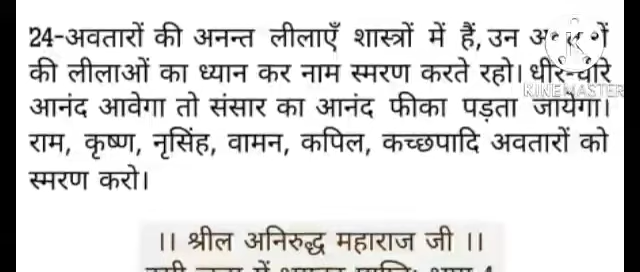 24-अवतारों की अनन्त लीलाएँ शास्त्रों में हैं, उन
की लीलाओं का ध्यान कर नाम स्मरण करते रहो। धीरे-धीरे
KINEMASTER
आनंद आवेगा तो संसार का आनंद फीका पड़ता जायेगा।
राम, कृष्ण, नृसिंह, वामन, कपिल, कच्छपादि अवतारों को
स्मरण करो।
।। श्रील अनिरुद्ध महाराज जी ।।